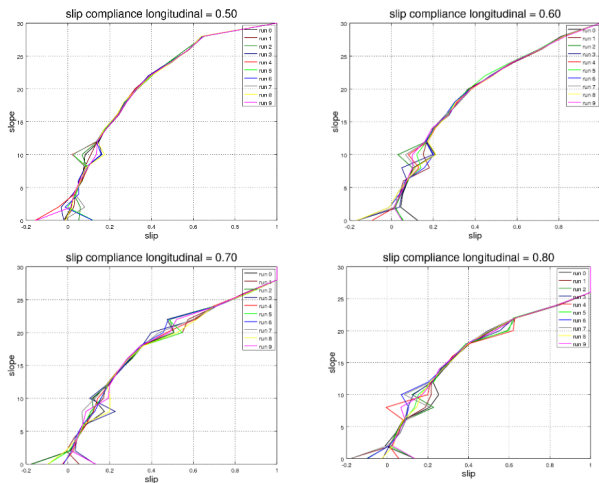 slip compliance longitudinal = 0.50
30
25
20
15
10
5
0
slope
-0.2 0 0.2 0.4 0.6 0.8 1
slip
run 0
run 1
run 2
run 3
run 4
run 5
run 6
run 7
run 8
run 9
slip compliance longitudinal = 0.60
30
25
20
15
10
5
0
slope
-0.2 0 0.2 0.4 0.6 0.8
slip
run 0
run 1
run 2
run 3
run 4
run 5
run 6
run 7
run 8
run 9
slip compliance longitudinal = 0.70
30
25
20
15
10
5
0
slope
-0.2 0 0.2 0.4 0.6 0.8 1
slip
run 0
run 1
run 2
run 3
run 4
run 5
run 6
run 7
run 8
run 9
slip compliance longitudinal = 0.80
30
25
20
15
10
5
0
slope
-0.2 0 0.2 0.4 0.6 0.8 1
slip
run 0
run 1
run 2
run 3
run 4
run 5
run 6
run 7
run 8
run 9